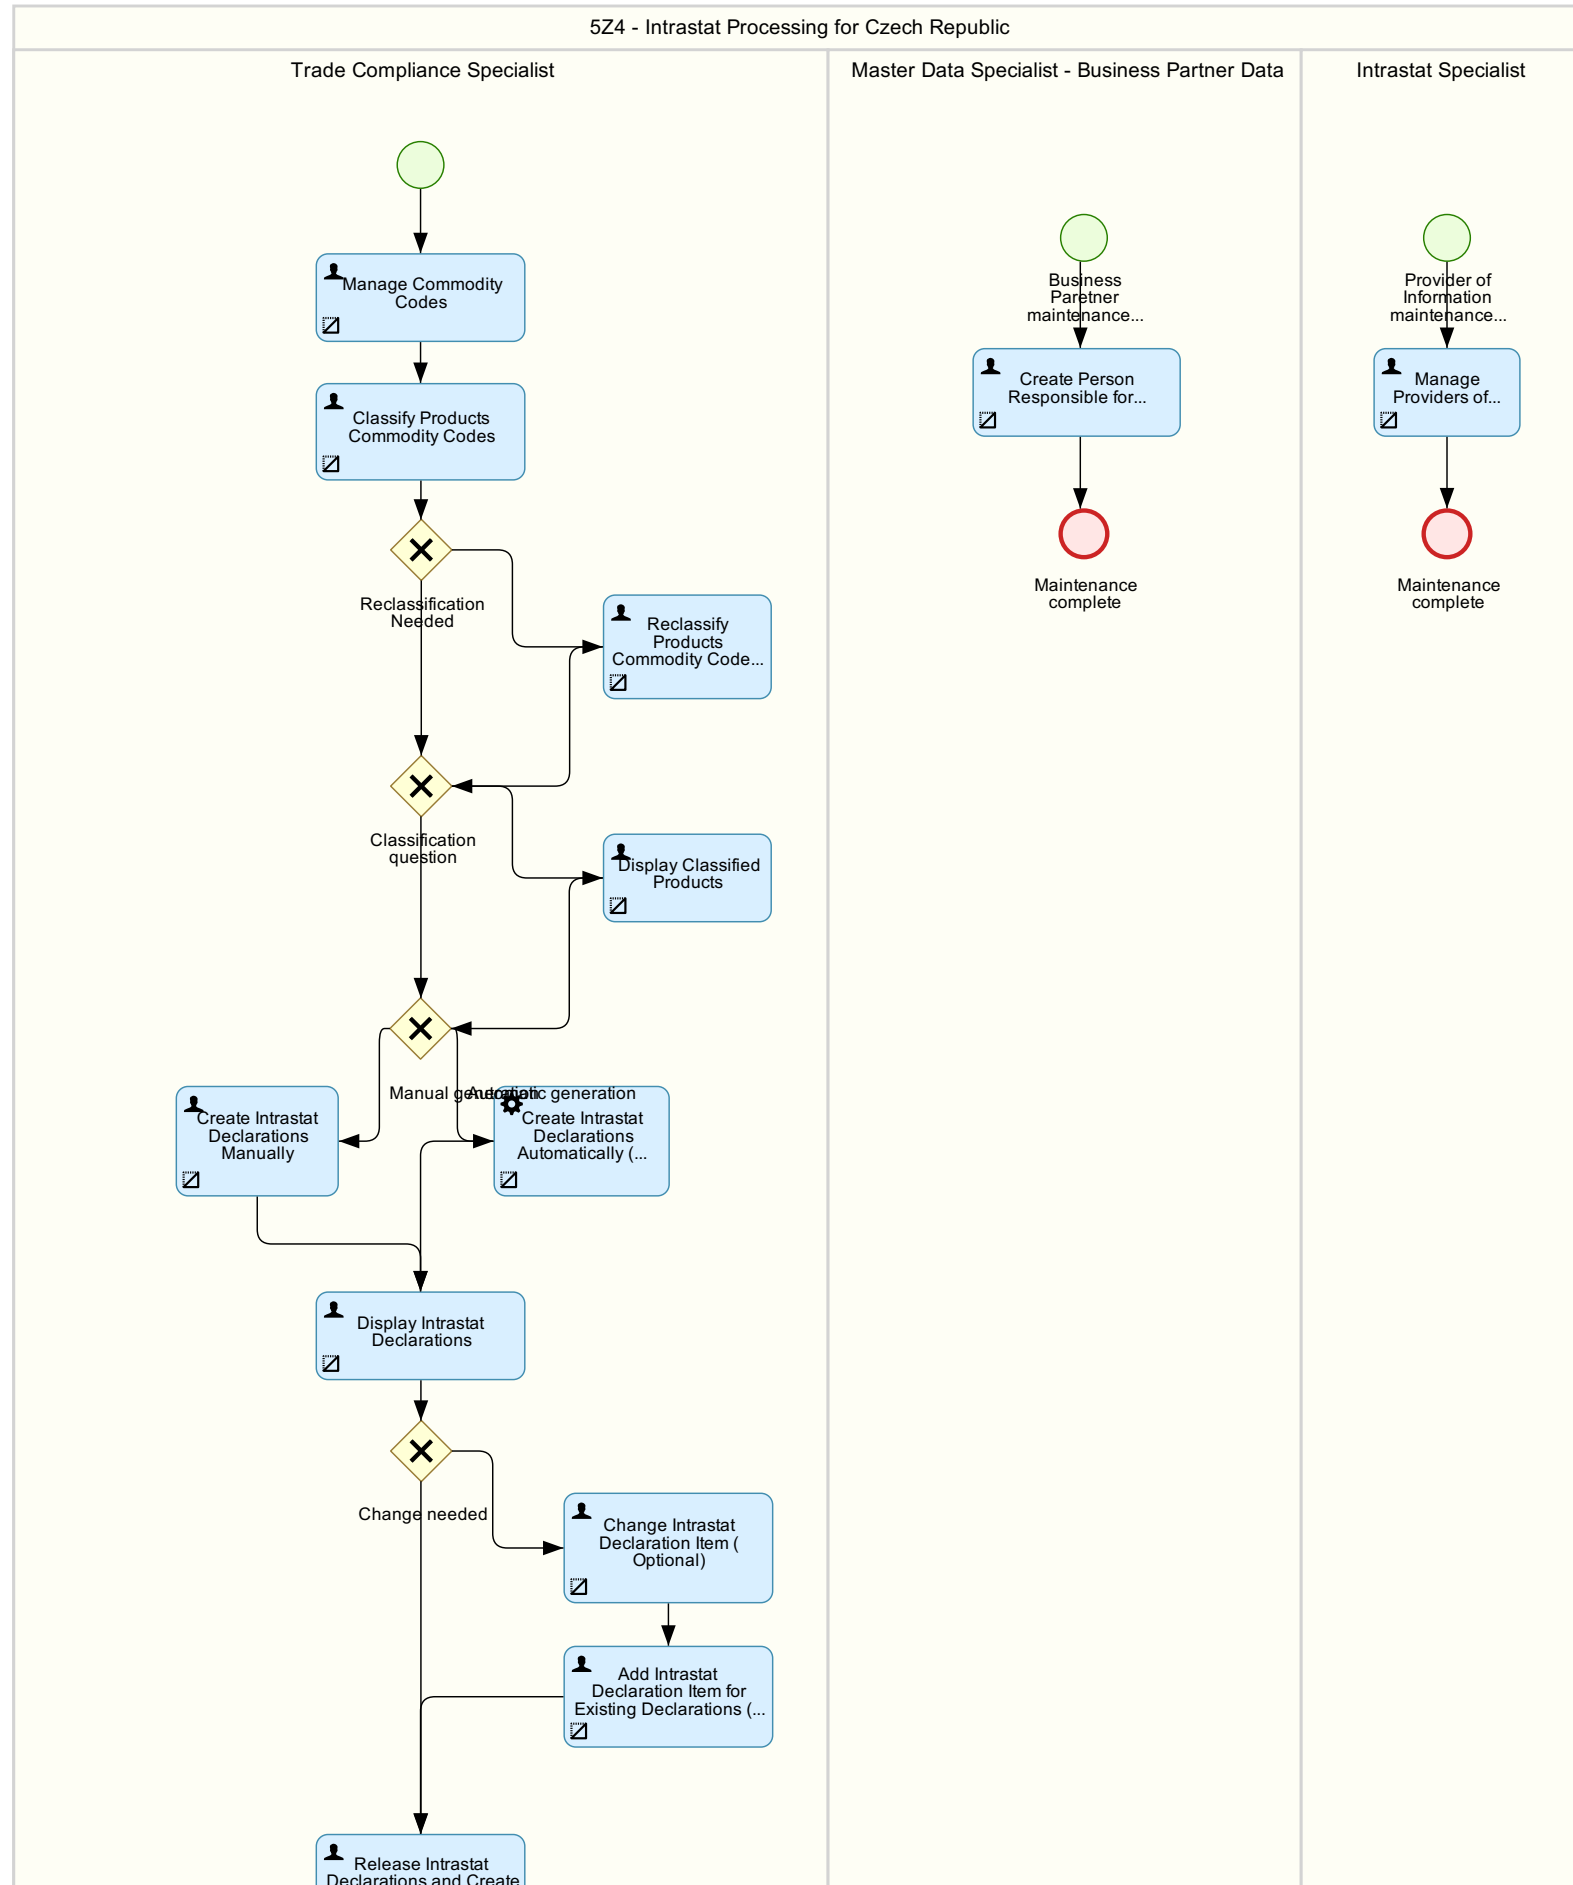 5Z4 - Intrastat Processing for Czech Republic
Trade Compliance Specialist
Master Data Specialist - Business Partner Data
Intrastat Specialist
Manage Commodity
Codes
Classify Products
Commodity Codes
Reclassification
Needed
Reclassify
Products
Commodity Code...
Classification
question
Display Classified
Products
Manual generation
Automatic generation
Create Intrastat
Declarations
Manually
Create Intrastat
Declarations
Automatically (...
Display Intrastat
Declarations
Change needed
Change Intrastat
Declaration Item (
Optional)
Add Intrastat
Declaration Item for
Existing Declarations (...
Release Intrastat
Declarations and Create
Business
Paretner
maintenance...
Create Person
Responsible for...
Maintenance
complete
Provider of
Information
maintenance...
Manage
Providers of...
Maintenance
complete